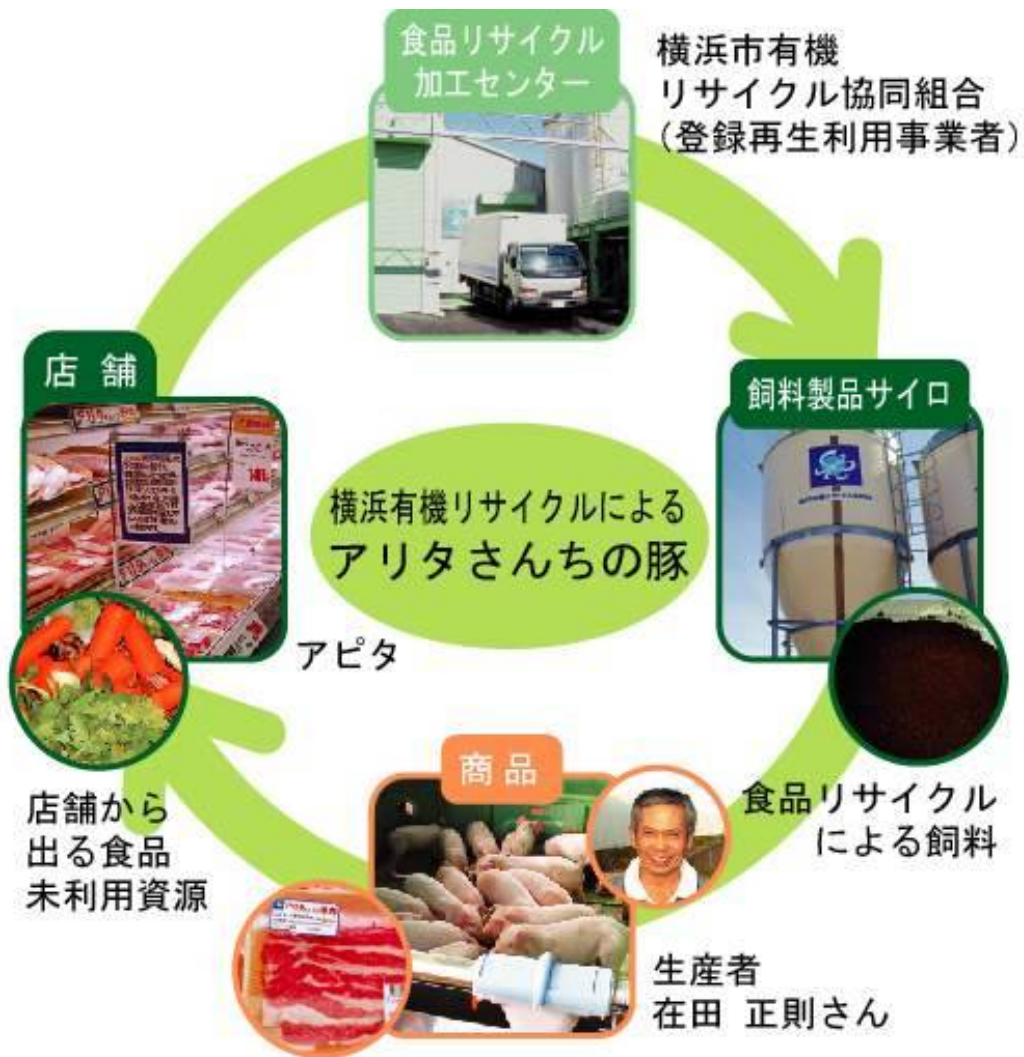 食品リサイクル
加工センター
横浜市有機
リサイクル協同組合
(登録再生利用事業者)
店舗
飼料製品サイロ
横浜有機リサイクルによる
アリタさんちの豚
アピタ
店舗から
出る食品
未利用資源
商品
食品リサイクル
による飼料
生産者
在田 正則さん